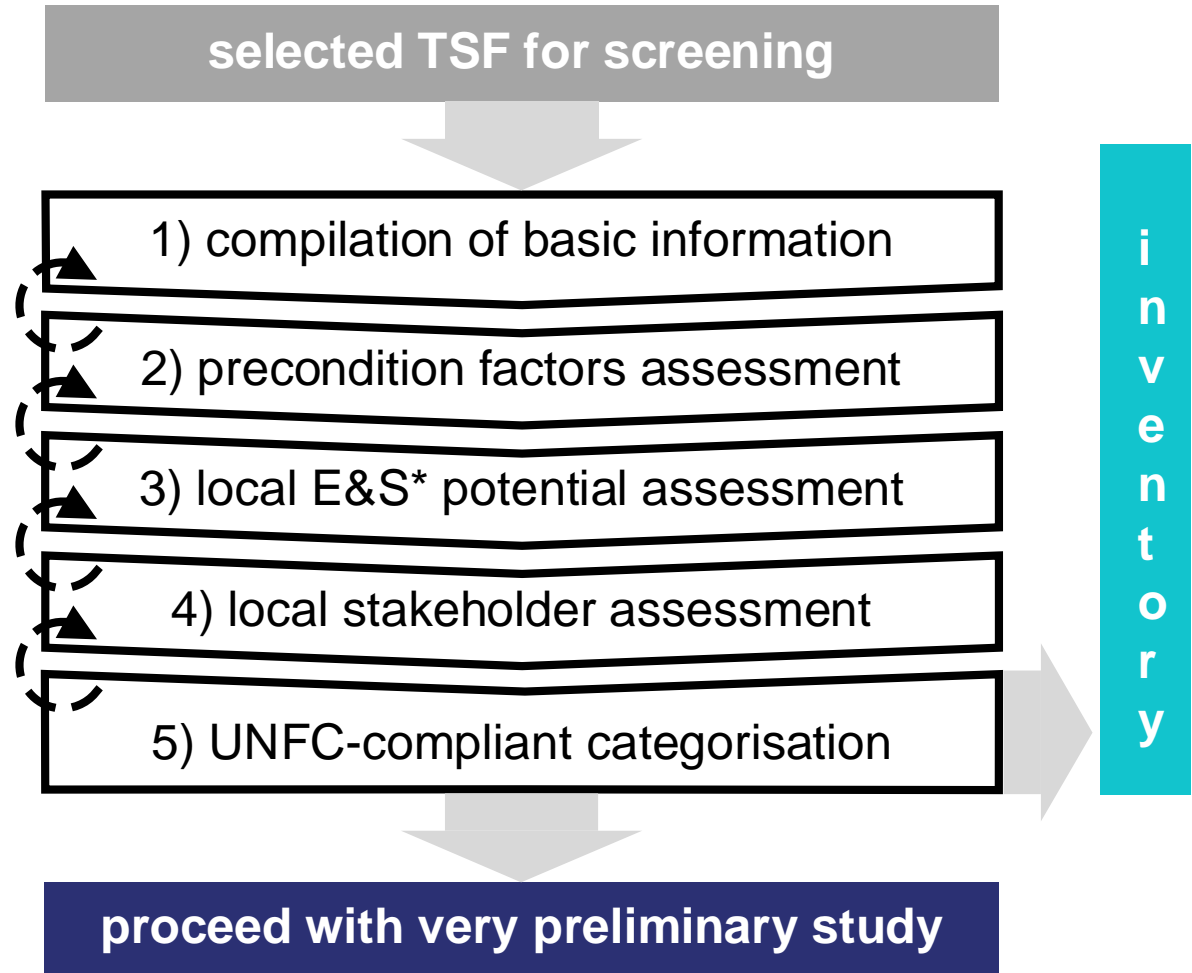 selected TSF for screening
1) compilation of basic information
2) precondition factors assessment
3) local E&S* potential assessment
4) local stakeholder assessment
5) UNFC-compliant categorisation
inventory
proceed with very preliminary study